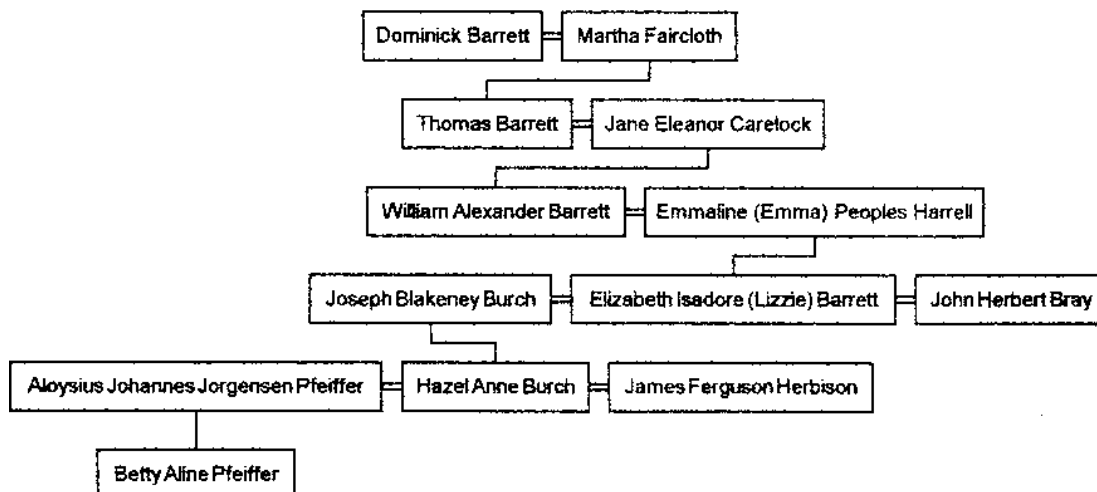 Dominick Barrett Martha Faircloth
Thomas Barrett Jane Eleanor Carelock
William Alexander Barrett Emmaline (Emma) Peoples Harrell
Joseph Blakeney Burch Elizabeth Isadore (Lizzie) Barrett John Herbert Bray
Aloysius Johannes Jorgensen Pfeiffer Hazel Anne Burch James Ferguson Herbison
Betty Aline Pfeiffer